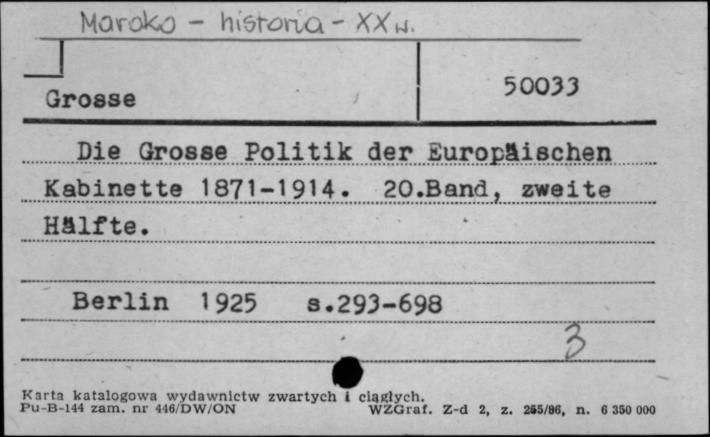 Maroko - historia - XX w.
50033
Grosse
Die Grosse Politik der Europäischen
Kabinette 1871-1914. 20.Band, zweite
Hälfte.
Berlin 1925 s.293-698
3
Karta katalogowa wydawnictw zwartych i ciągłych.
Pu-B-144 zam. nr 446/DW/ON WZGraf. Z-d 2, z. 255/86, n. 6 350 000